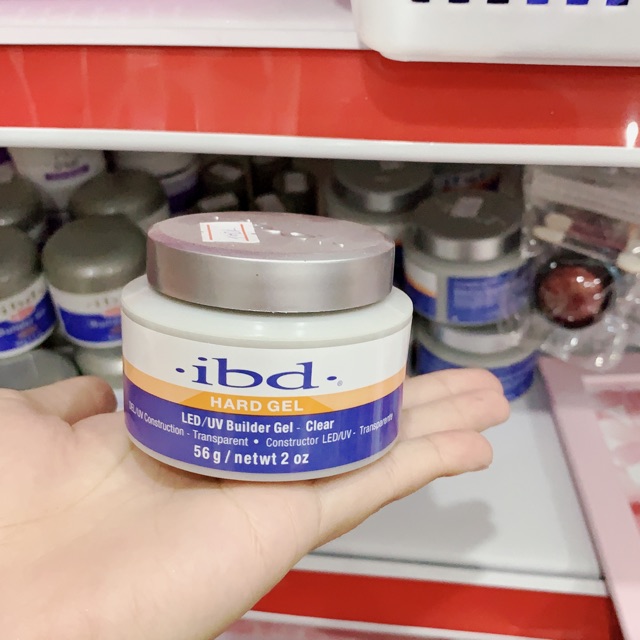 ·ibd·®
HARD GEL
LED/UV Builder Gel - Clear
GEL/UV Construction - Transparent • Constructor LED/UV - Transparente
56 g / netwt 2 oz